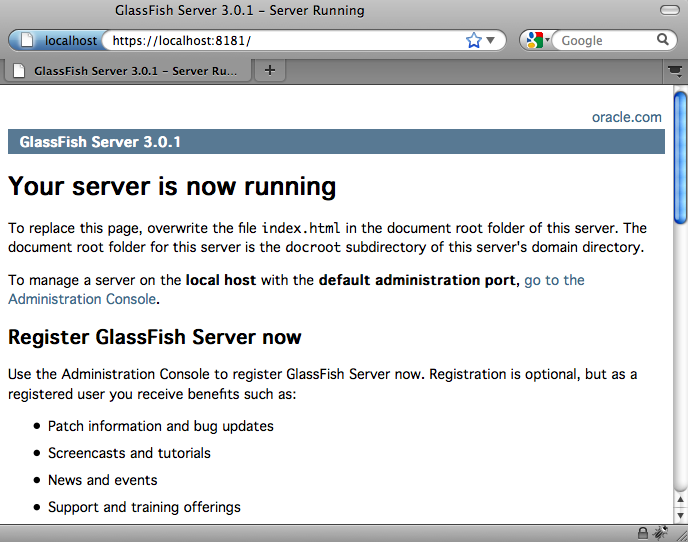 GlassFish Server 3.0.1 – Server Running
localhost https://localhost:8181/ Google
GlassFish Server 3.0.1 – Server Ru... +
oracle.com
GlassFish Server 3.0.1
Your server is now running
To replace this page, overwrite the file index.html in the document root folder of this server. The
document root folder for this server is the docroot subdirectory of this server's domain directory.
To manage a server on the local host with the default administration port, go to the
Administration Console.
Register GlassFish Server now
Use the Administration Console to register GlassFish Server now. Registration is optional, but as a
registered user you receive benefits such as:
• Patch information and bug updates
• Screencasts and tutorials
• News and events
• Support and training offerings